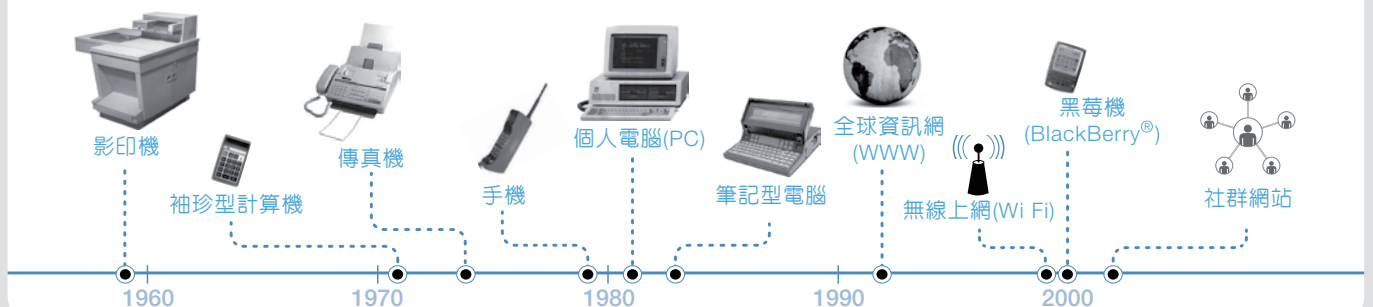 影印機
袖珍型計算機
傳真機
手機
個人電腦(PC)
筆記型電腦
全球資訊網
(WWW)
無線上網(Wi Fi)
黑莓機
(BlackBerry®)
社群網站
1960
1970
1980
1990
2000